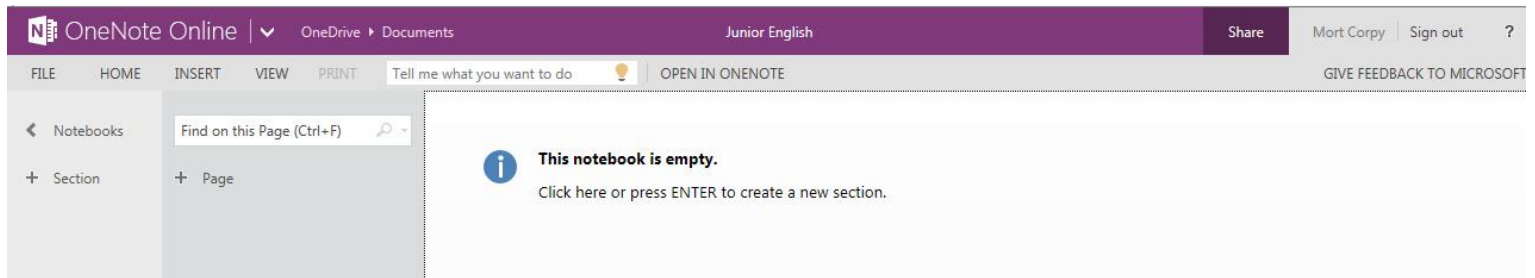 OneNote Online OneDrive Documents Junior English Share Mort Corpy Sign out ?
FILE HOME INSERT VIEW PRINT Tell me what you want to do OPEN IN ONENOTE GIVE FEEDBACK TO MICROSOFT
Notebooks Find on this Page (Ctrl+F) This notebook is empty.
+ Section + Page Click here or press ENTER to create a new section.